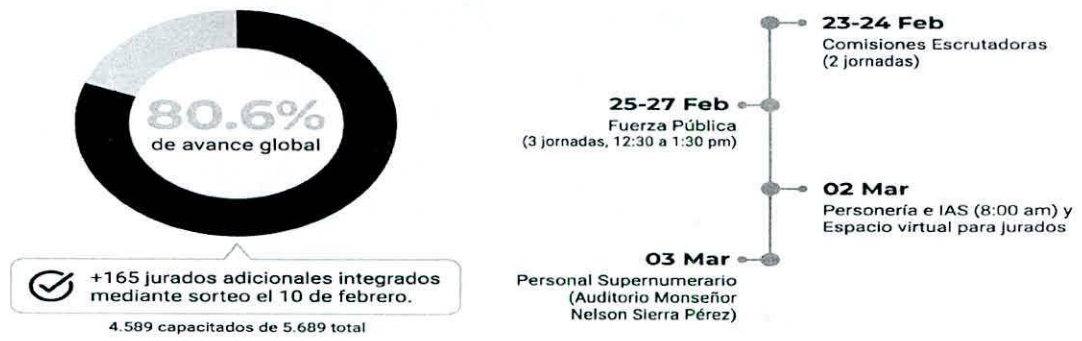 80.6%
de avance global
+165 jurados adicionales integrados
mediante sorteo el 10 de febrero.
4.589 capacitados de 5.689 total
23-24 Feb
Comisiones Escrutadoras
(2 jornadas)
25-27 Feb
Fuerza Pública
(3 jornadas, 12:30 a 1:30 pm)
02 Mar
Personería e IAS (8:00 am) y
Espacio virtual para jurados
03 Mar
Personal Supernumerario
(Auditorio Monseñor
Nelson Sierra Pérez)